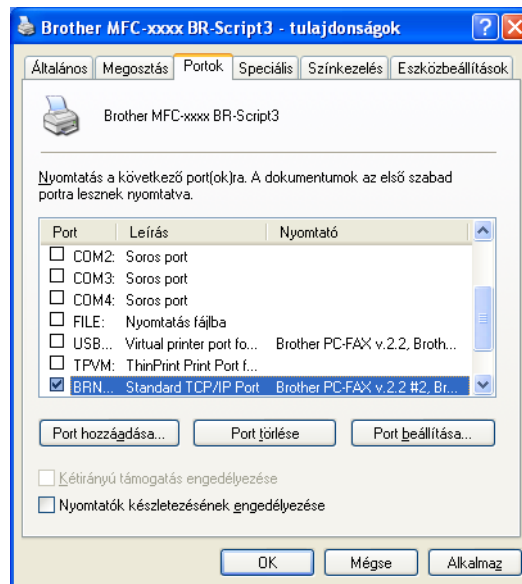 Brother MFC-xxxx BR-Script3 - tulajdonságok
Általános Megosztás Portok Speciális Színkezelés Eszközbeállítások
Brother MFC-xxxx BR-Script3
Nyomtatás a következő port(ok)ra. A dokumentumok az első szabad
portra lesznek nyomtatva.
Port Leírás Nyomtató
COM2: Soros port
COM3: Soros port
COM4: Soros port
FILE: Nyomtatás fájlba
USB... Virtual printer port fo... Brother PC-FAX v.2.2, Broth...
TPVM: ThinPrint Print Port f...
BRN... Standard TCP/IP Port Brother PC-FAX v.2.2 #2, Br...
Port hozzáadása... Port törlése Port beállítása...
Kétirányú támogatás engedélyezése
Nyomtatók készletezésének engedélyezése
OK Mégse Alkalmaz